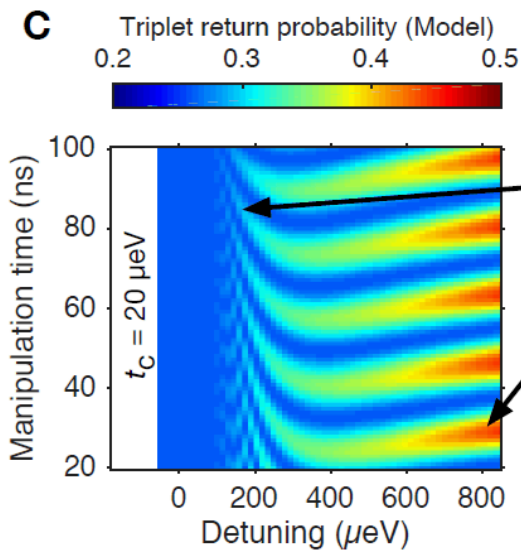 C
Triplet return probability (Model)
0.2 0.3 0.4 0.5
100
80
60
40
20
Manipulation time (ns)
t_c = 20 μeV
0 200 400 600 800
Detuning (μeV)